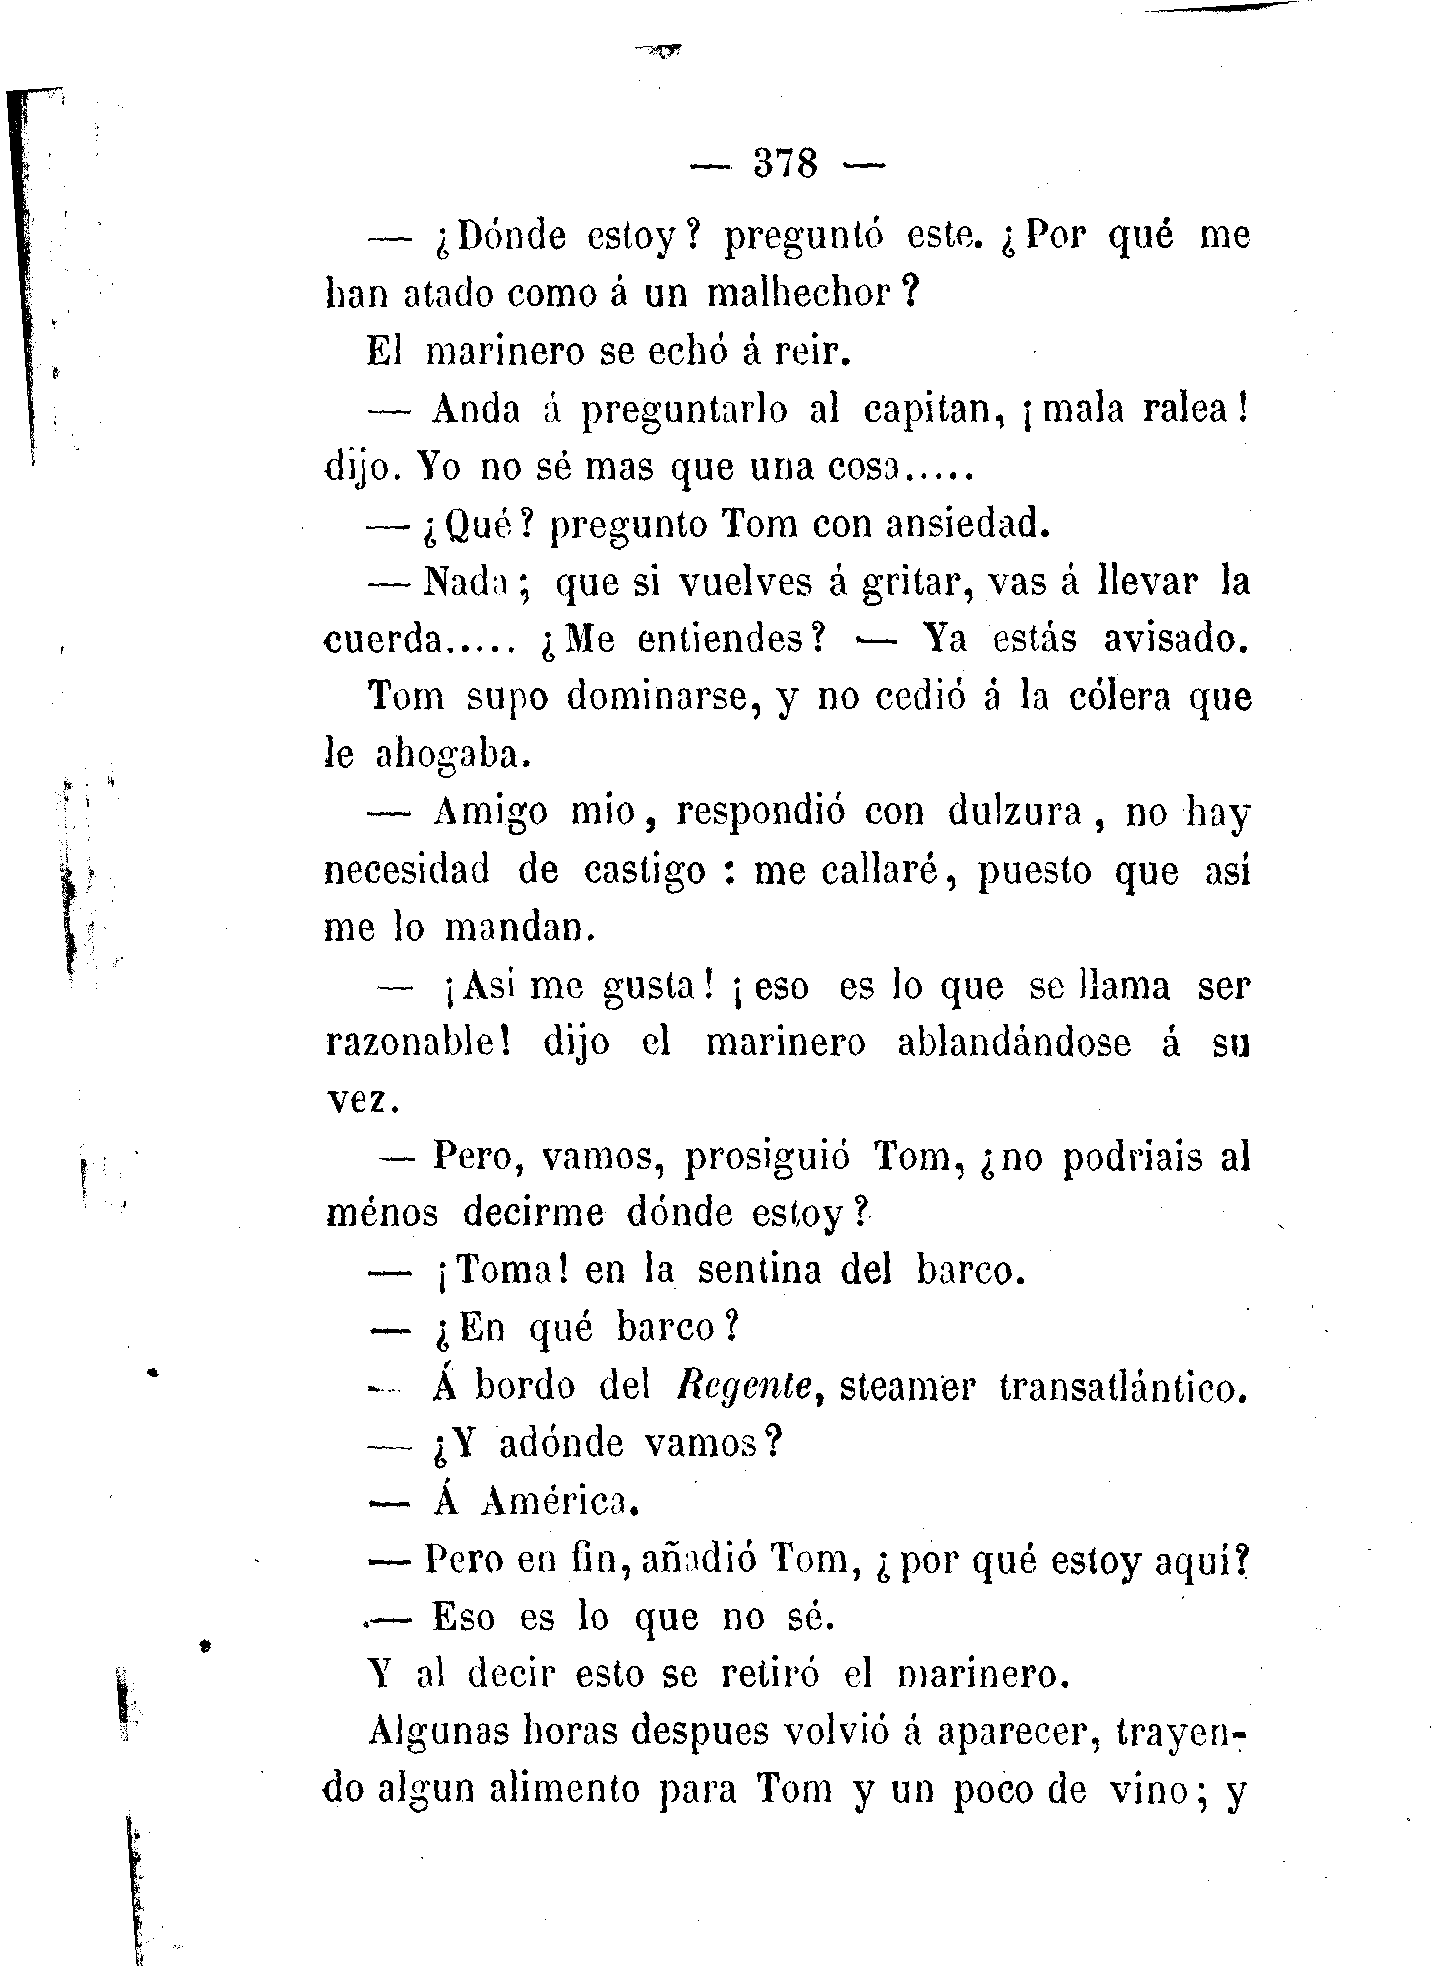 — 378 —
— ¿Dónde estoy? preguntó este. ¿Por qué me
han atado como á un malhechor?
El marinero se echó á reir.
— Anda á preguntarlo al capitan, ¡mala ralea!
dijo. Yo no sé mas que una cosa.....
— ¿Qué? pregunto Tom con ansiedad.
— Nada; que si vuelves á gritar, vas á llevar la
cuerda..... ¿Me entiendes? — Ya estás avisado.
Tom supo dominarse, y no cedió á la cólera que
le ahogaba.
— Amigo mio, respondió con dulzura, no hay
necesidad de castigo: me callaré, puesto que así
me lo mandan.
— ¡Así me gusta! ¡eso es lo que se llama ser
razonable! dijo el marinero ablandándose á su
vez.
— Pero, vamos, prosiguió Tom, ¿no podriais al
ménos decirme dónde estoy?
— ¡Toma! en la sentina del barco.
— ¿En qué barco?
— Á bordo del Regente, steamer transatlántico.
— ¿Y adónde vamos?
— Á América.
— Pero en fin, añadió Tom, ¿por qué estoy aquí?
— Eso es lo que no sé.
Y al decir esto se retiró el marinero.
Algunas horas despues volvió á aparecer, trayen-
do algun alimento para Tom y un poco de vino; y